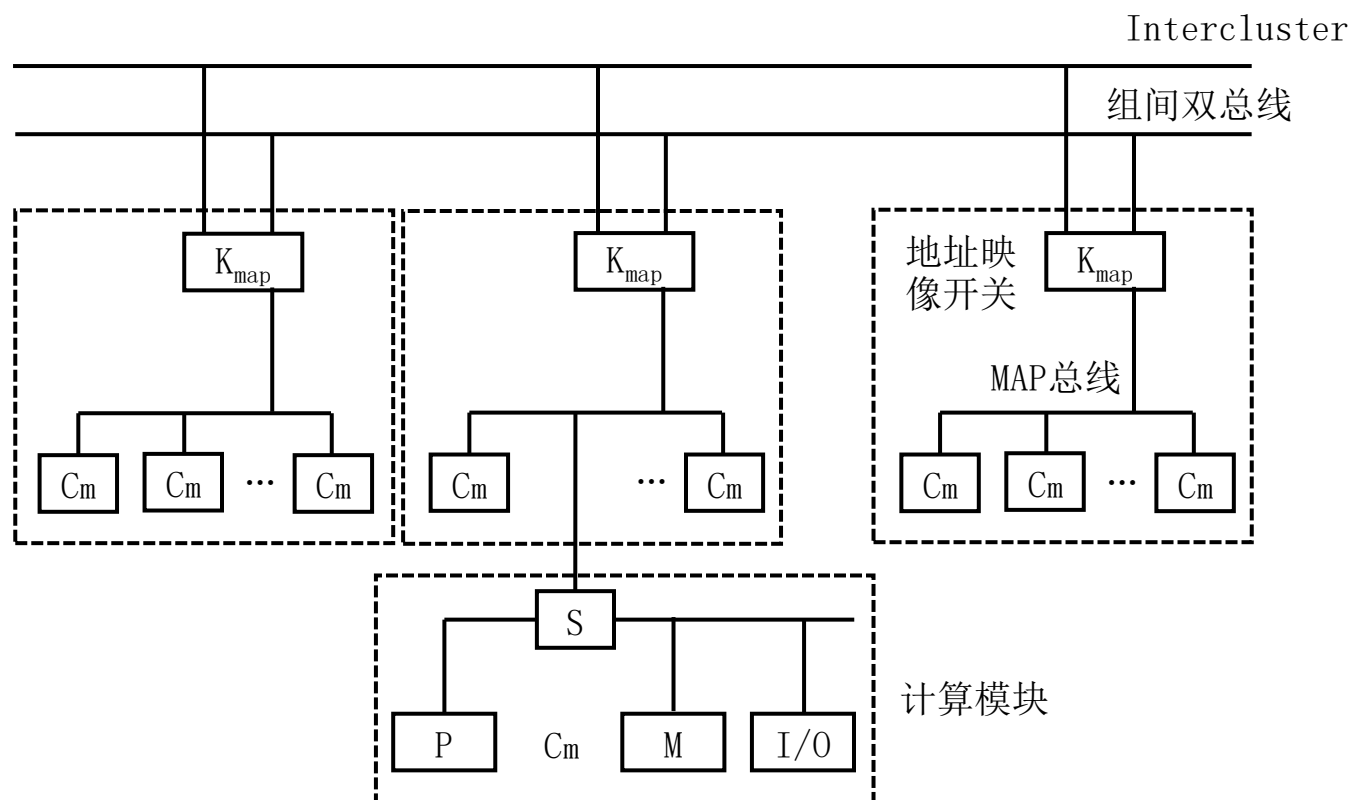 Intercluster
组间双总线
Kmap
Kmap
地址映
像开关
Kmap
MAP总线
Cm Cm … Cm
Cm … Cm
Cm Cm … Cm
S
计算模块
P Cm M I/O